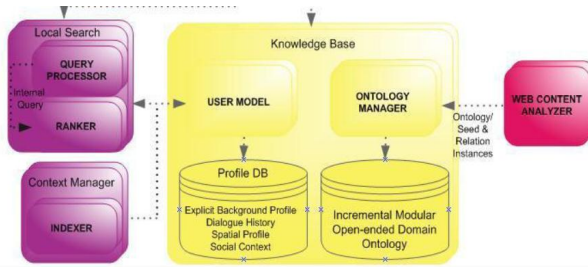 Local Search
QUERY
PROCESSOR
Internal
Query
RANKER
Context Manager
INDEXER
Knowledge Base
USER MODEL
ONTOLOGY
MANAGER
Profile DB
Explicit Background Profile
Dialogue History
Spatial Profile
Social Context
Incremental Modular
Open-ended Domain
Ontology
Ontology/
Seed &
Relation
Instances
WEB CONTENT
ANALYZER